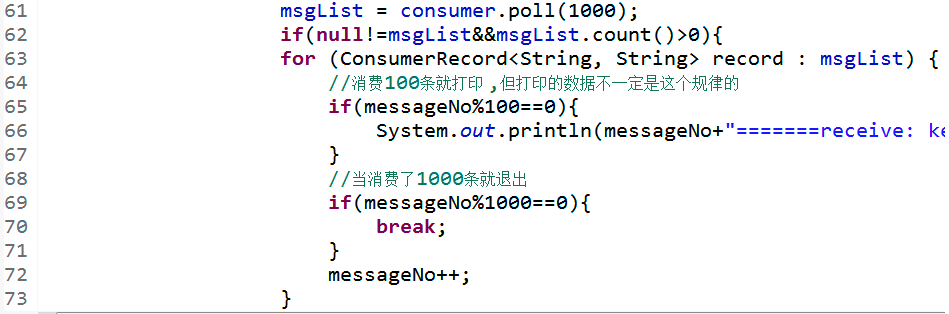 61 msgList = consumer.poll(1000);
62 if(null!=msgList&&msgList.count()>0){
63 for (ConsumerRecord<String, String> record : msgList) {
64 //消费100条就打印 ,但打印的数据不一定是这个规律的
65 if(messageNo%100==0){
66 System.out.println(messageNo+"=======receive: ke
67 }
68 //当消费了1000条就退出
69 if(messageNo%1000==0){
70 break;
71 }
72 messageNo++;
73 }